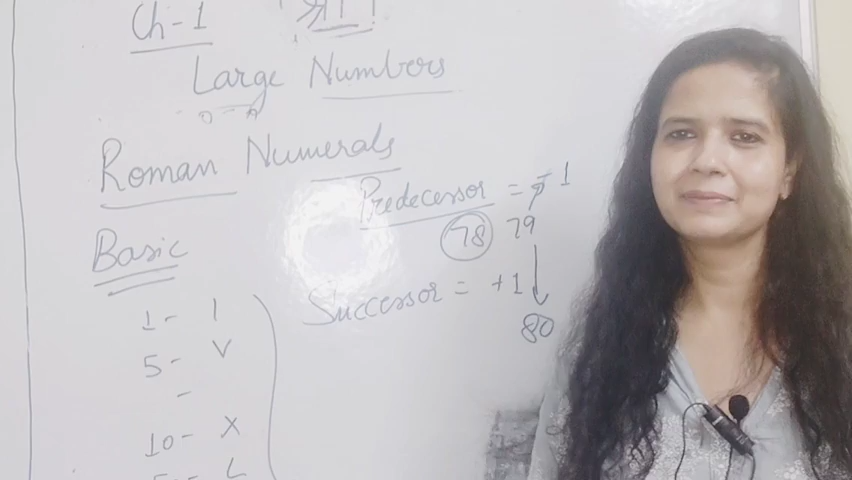 Ch-1
Large Numbers
Roman Numerals
Predecessor = - 1
78 79
Basic
Successor = +1
80
1- I
5- V
-
10- X
L